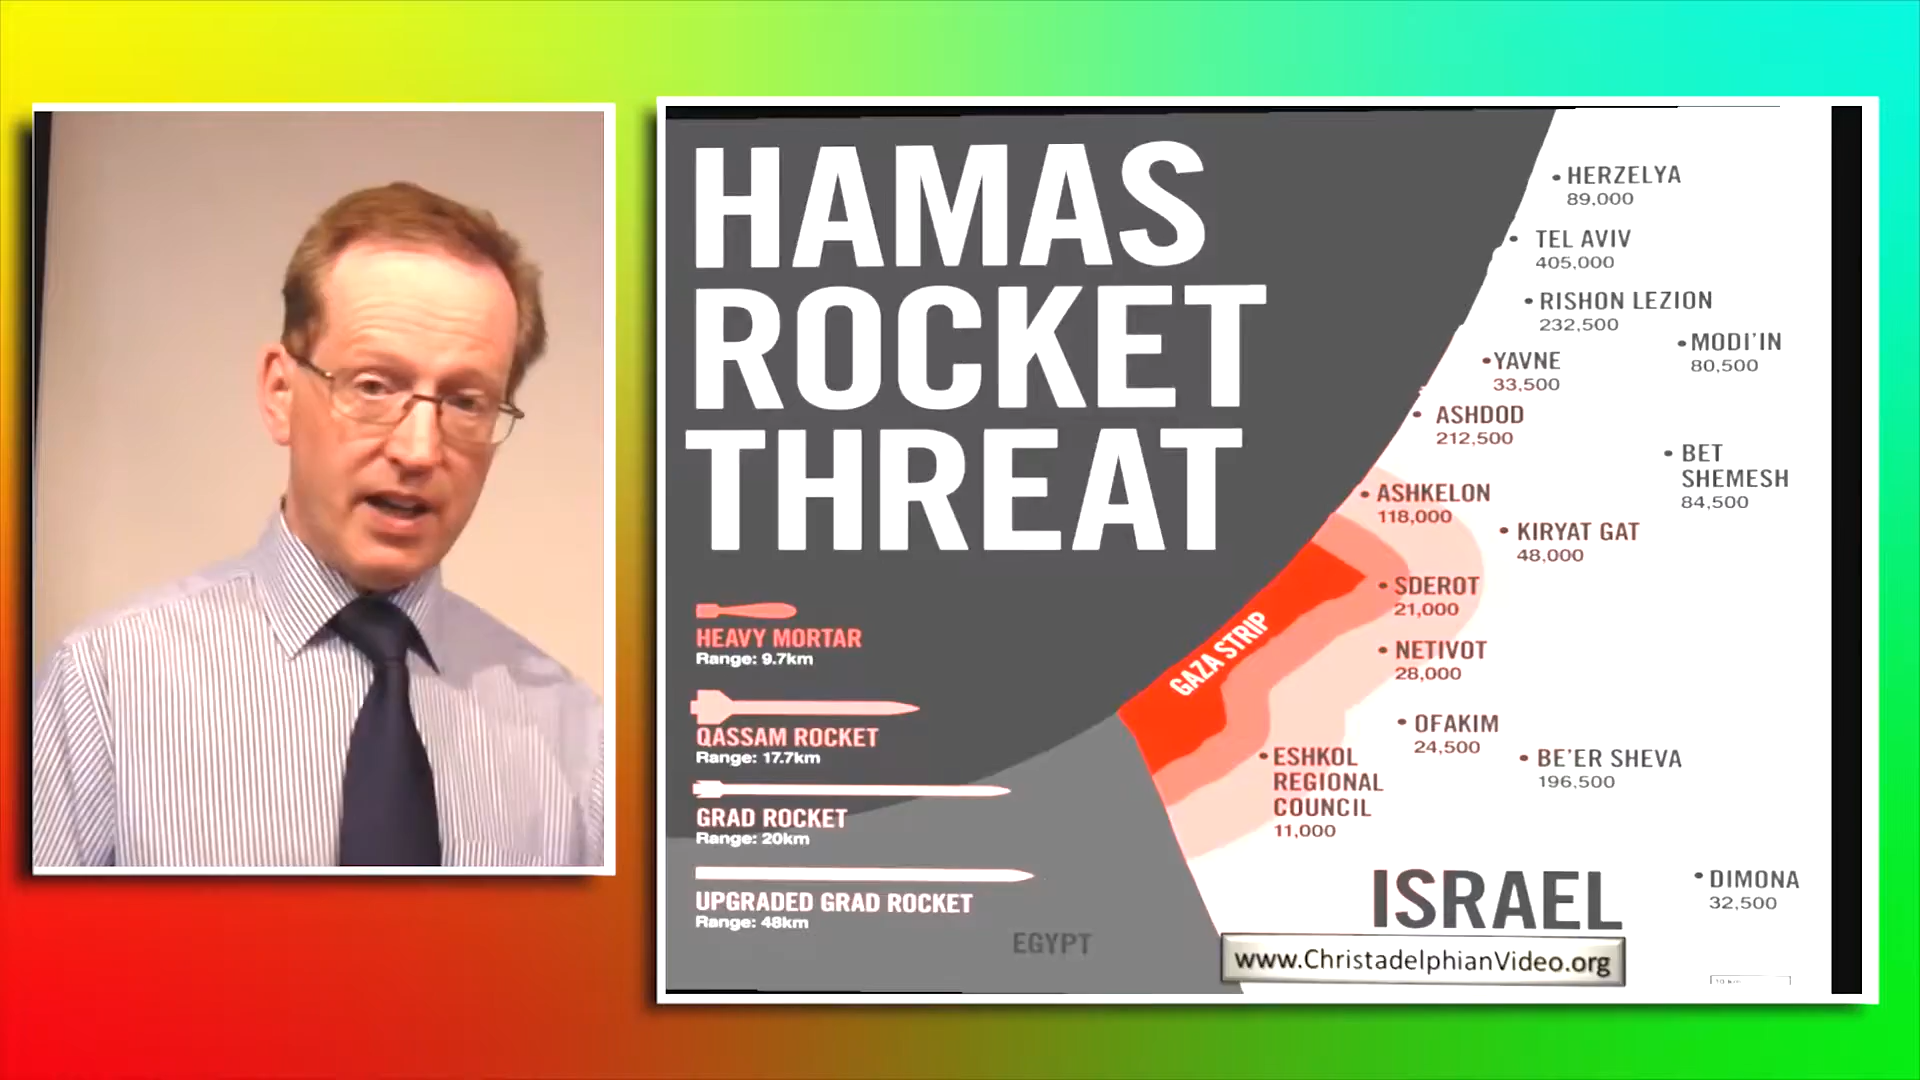 HAMAS
ROCKET
THREAT
HEAVY MORTAR
Range: 9.7km
QASSAM ROCKET
Range: 17.7km
GRAD ROCKET
Range: 20km
UPGRADED GRAD ROCKET
Range: 48km
EGYPT
GAZA STRIP
HERZELYA
89,000
TEL AVIV
405,000
RISHON LEZION
232,500
MODI'IN
80,500
YAVNE
33,500
ASHDOD
212,500
BET
SHEMESH
84,500
ASHKELON
118,000
KIRYAT GAT
48,000
SDEROT
21,000
NETIVOT
28,000
OFAKIM
24,500
BE'ER SHEVA
196,500
ESHKOL
REGIONAL
COUNCIL
11,000
ISRAEL
DIMONA
32,500
www.ChristadelphianVideo.org
10 km